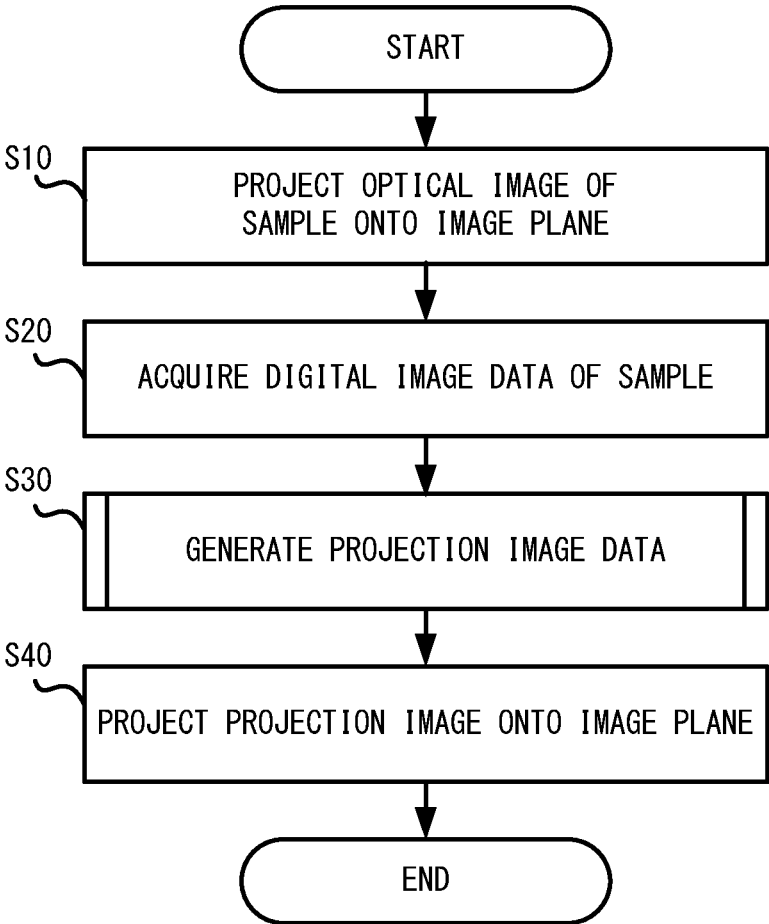 START
S10
PROJECT OPTICAL IMAGE OF
SAMPLE ONTO IMAGE PLANE
S20
ACQUIRE DIGITAL IMAGE DATA OF SAMPLE
S30
GENERATE PROJECTION IMAGE DATA
S40
PROJECT PROJECTION IMAGE ONTO IMAGE PLANE
END